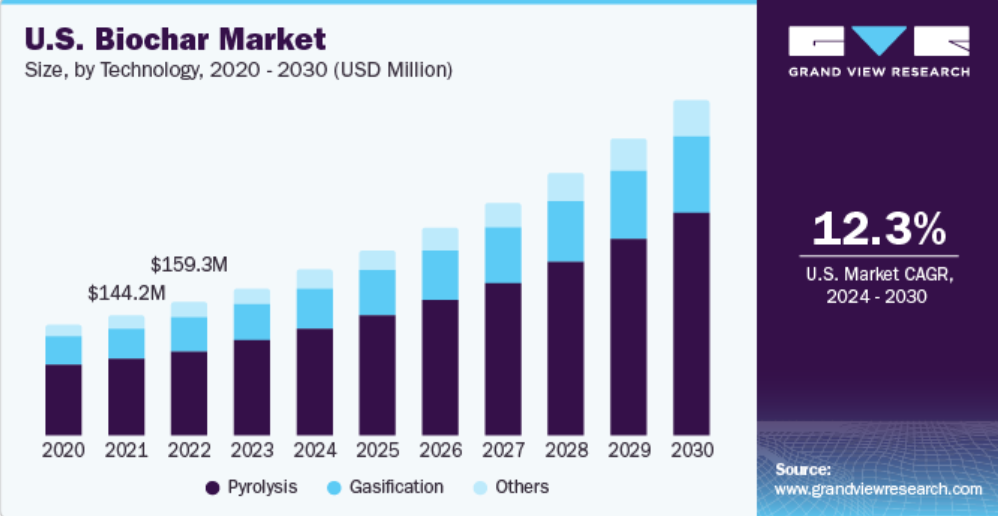 U.S. Biochar Market
Size, by Technology, 2020 - 2030 (USD Million)
$159.3M
$144.2M
2020 2021 2022 2023 2024 2025 2026 2027 2028 2029 2030
Pyrolysis Gasification Others
GRAND VIEW RESEARCH
12.3%
U.S. Market CAGR,
2024 - 2030
Source:
www.grandviewresearch.com